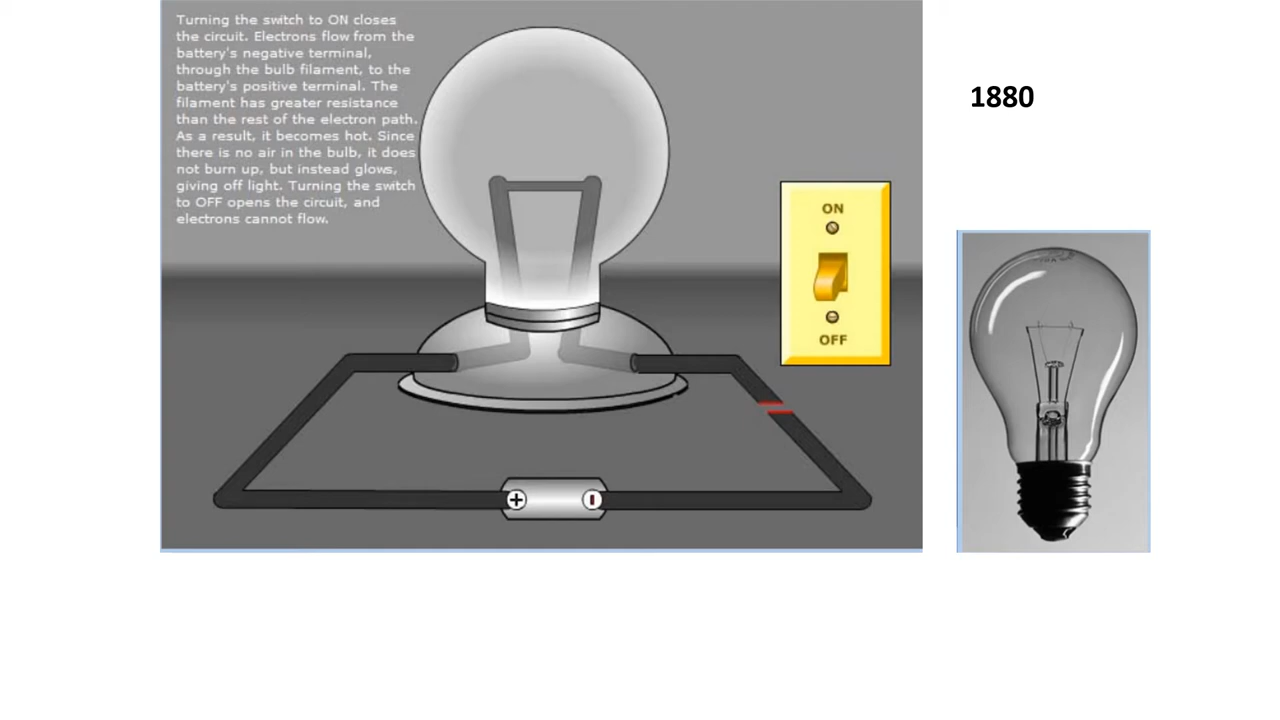 Turning the switch to ON closes
the circuit. Electrons flow from the
battery's negative terminal,
through the bulb filament, to the
battery's positive terminal. The
filament has greater resistance
than the rest of the electron path.
As a result, it becomes hot. Since
there is no air in the bulb, it does
not burn up, but instead glows,
giving off light. Turning the switch
to OFF opens the circuit, and
electrons cannot flow.
1880
ON
OFF
+